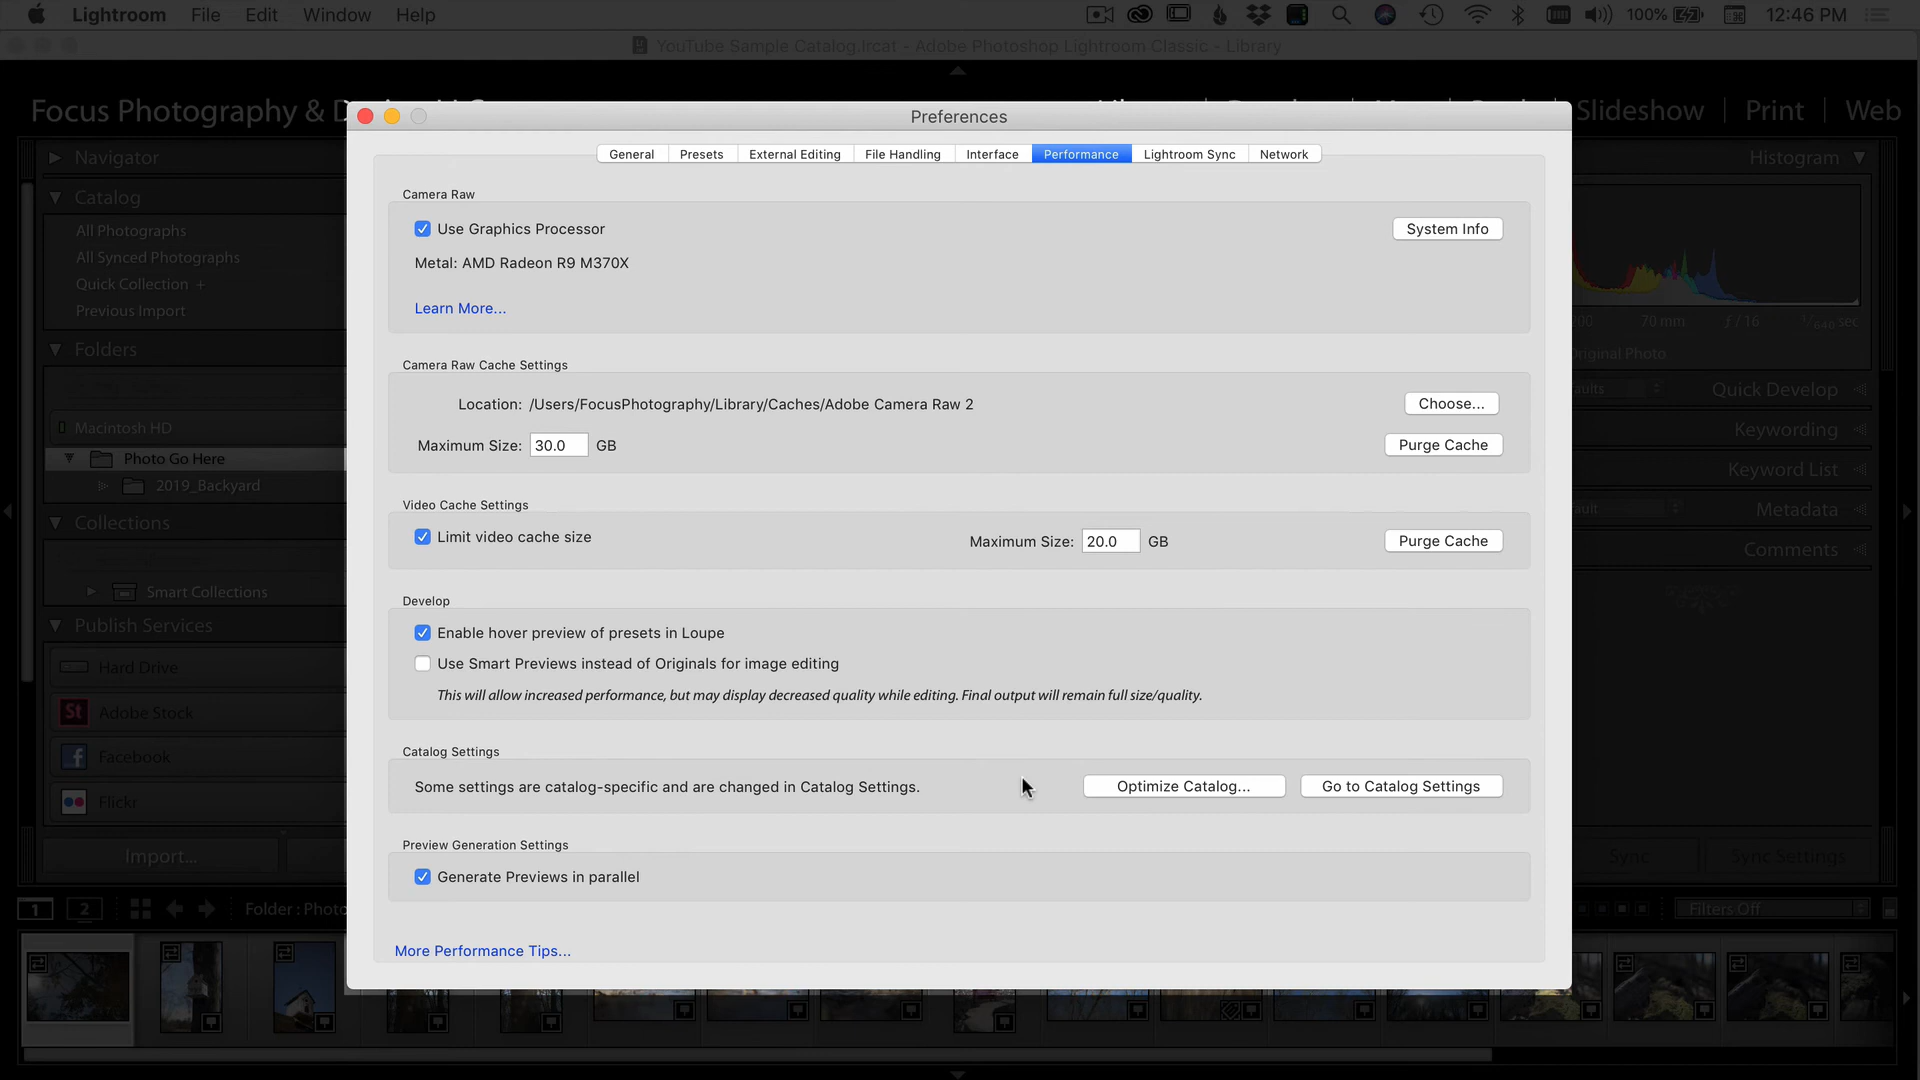 Lightroom File Edit Window Help 100% 12:46 PM
YouTube Sample Catalog.lrcat - Adobe Photoshop Lightroom Classic - Library
Focus Photography & Slideshow | Print | Web
Preferences
General Presets External Editing File Handling Interface Performance Lightroom Sync Network
Navigator
Catalog
All Photographs
All Synced Photographs
Quick Collection +
Previous Import
Folders
Macintosh HD
Photo Go Here
2019_Backyard
Collections
Smart Collections
Publish Services
Hard Drive
St Adobe Stock
Facebook
Flickr
Import...
Camera Raw
Use Graphics Processor System Info
Metal: AMD Radeon R9 M370X
Learn More...
Camera Raw Cache Settings
Location: /Users/FocusPhotography/Library/Caches/Adobe Camera Raw 2 Choose...
Maximum Size: 30.0 GB Purge Cache
Video Cache Settings
Limit video cache size Maximum Size: 20.0 GB Purge Cache
Develop
Enable hover preview of presets in Loupe
Use Smart Previews instead of Originals for image editing
This will allow increased performance, but may display decreased quality while editing. Final output will remain full size/quality.
Catalog Settings
Some settings are catalog-specific and are changed in Catalog Settings. Optimize Catalog... Go to Catalog Settings
Preview Generation Settings
Generate Previews in parallel
More Performance Tips...
Histogram
70 mm f / 16 1/640 sec
Original Photo
Quick Develop
Keywording
Keyword List
Metadata
Comments
Sync Sync Settings
1 2 Folder : Photo Filters Off